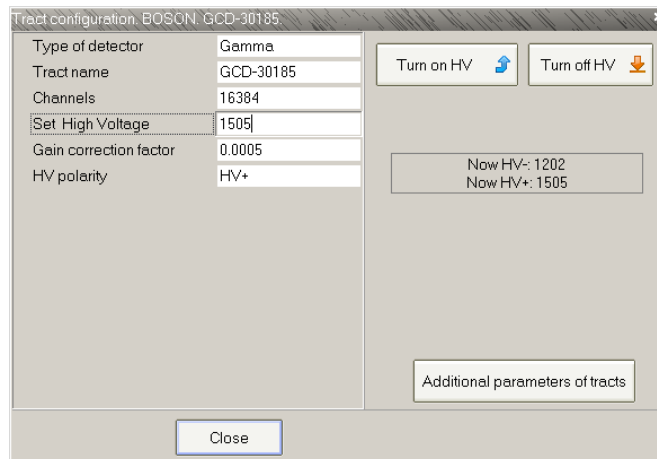 Tract configuration. BOSON. GCD-30185.
Type of detector Gamma
Tract name GCD-30185
Channels 16384
Set High Voltage 1505
Gain correction factor 0.0005
HV polarity HV+
Turn on HV Turn off HV
Now HV-: 1202
Now HV+: 1505
Additional parameters of tracts
Close